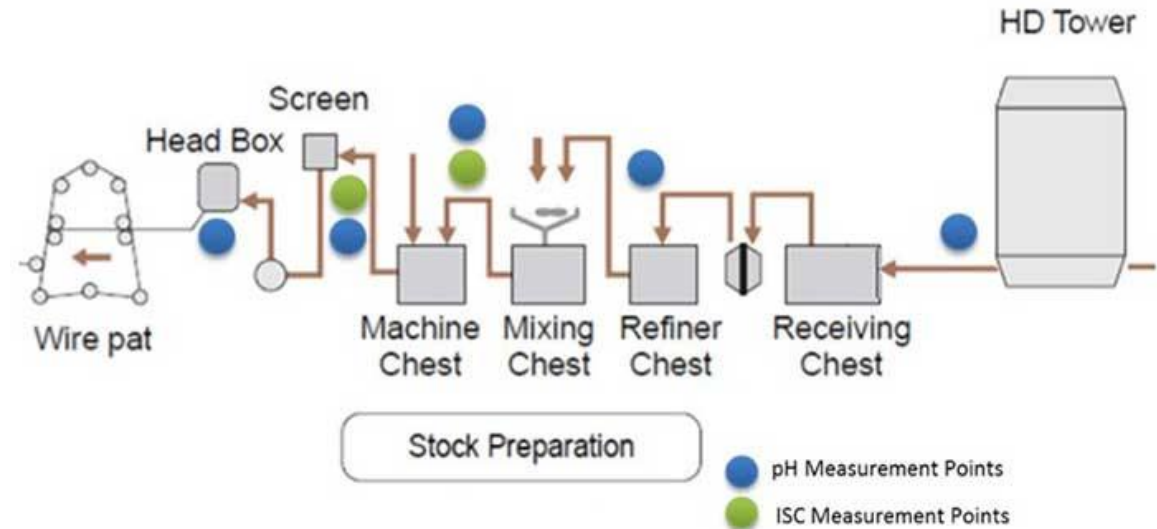 HD Tower
Screen
Head Box
Wire pat
Machine
Chest
Mixing
Chest
Refiner
Chest
Receiving
Chest
Stock Preparation
pH Measurement Points
ISC Measurement Points